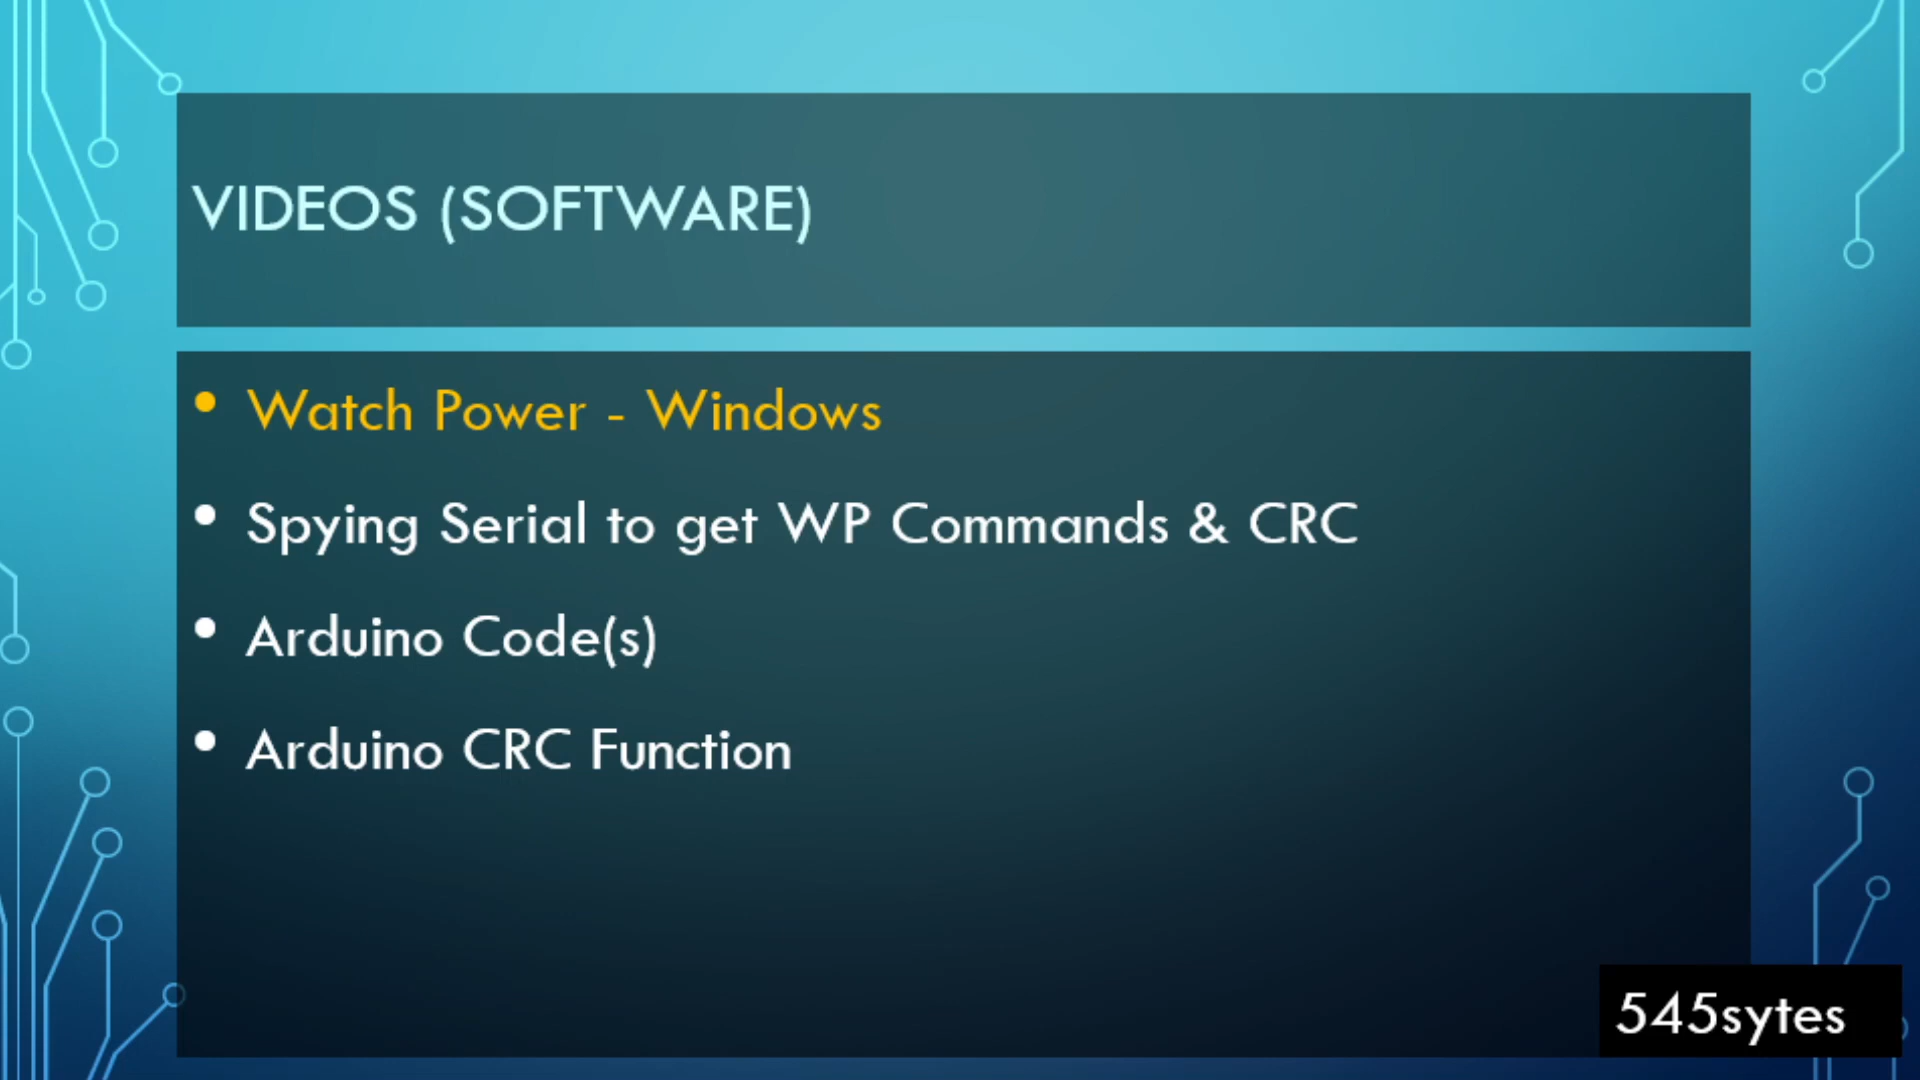 VIDEOS (SOFTWARE)
• Watch Power - Windows
• Spying Serial to get WP Commands & CRC
• Arduino Code(s)
• Arduino CRC Function
545sytes